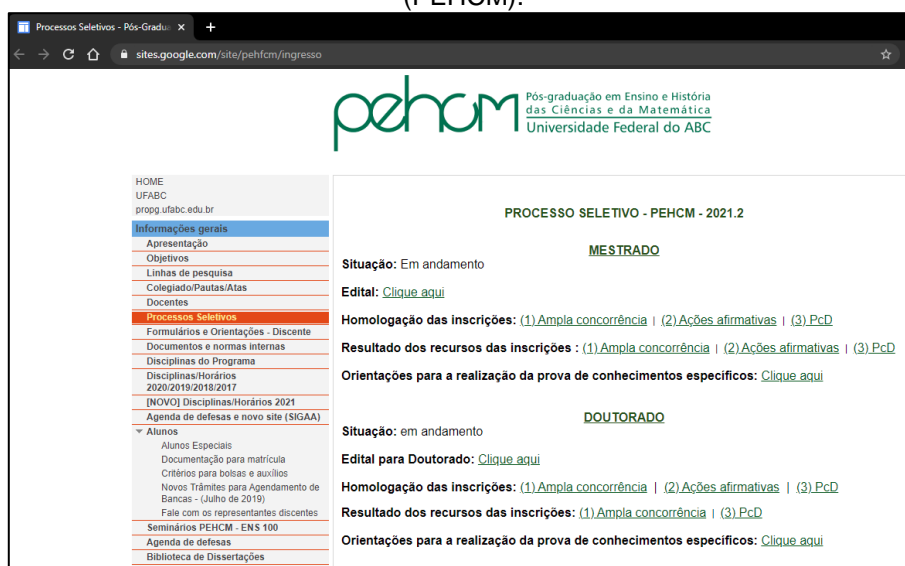 (PEHCM).
Processos Seletivos - Pós-Gradua
sites.google.com/site/pehfcm/ingresso
pehcm
Pós-graduação em Ensino e História
das Ciências e da Matemática
Universidade Federal do ABC
HOME
UFABC
propg.ufabc.edu.br
Informações gerais
Apresentação
Objetivos
Linhas de pesquisa
Colegiado/Pautas/Atas
Docentes
Processos Seletivos
Formulários e Orientações - Discente
Documentos e normas internas
Disciplinas do Programa
Disciplinas/Horários
2020/2019/2018/2017
[NOVO] Disciplinas/Horários 2021
Agenda de defesas e novo site (SIGAA)
Alunos
Alunos Especiais
Documentação para matrícula
Critérios para bolsas e auxílios
Novos Trâmites para Agendamento de
Bancas - (Julho de 2019)
Fale com os representantes discentes
Seminários PEHCM - ENS 100
Agenda de defesas
Biblioteca de Dissertações
PROCESSO SELETIVO - PEHCM - 2021.2
MESTRADO
Situação: Em andamento
Edital: Clique aqui
Homologação das inscrições: (1) Ampla concorrência | (2) Ações afirmativas | (3) PcD
Resultado dos recursos das inscrições : (1) Ampla concorrência | (2) Ações afirmativas | (3) PcD
Orientações para a realização da prova de conhecimentos específicos: Clique aqui
DOUTORADO
Situação: em andamento
Edital para Doutorado: Clique aqui
Homologação das inscrições: (1) Ampla concorrência | (2) Ações afirmativas | (3) PcD
Resultado dos recursos das inscrições: (1) Ampla concorrência | (3) PcD
Orientações para a realização da prova de conhecimentos específicos: Clique aqui